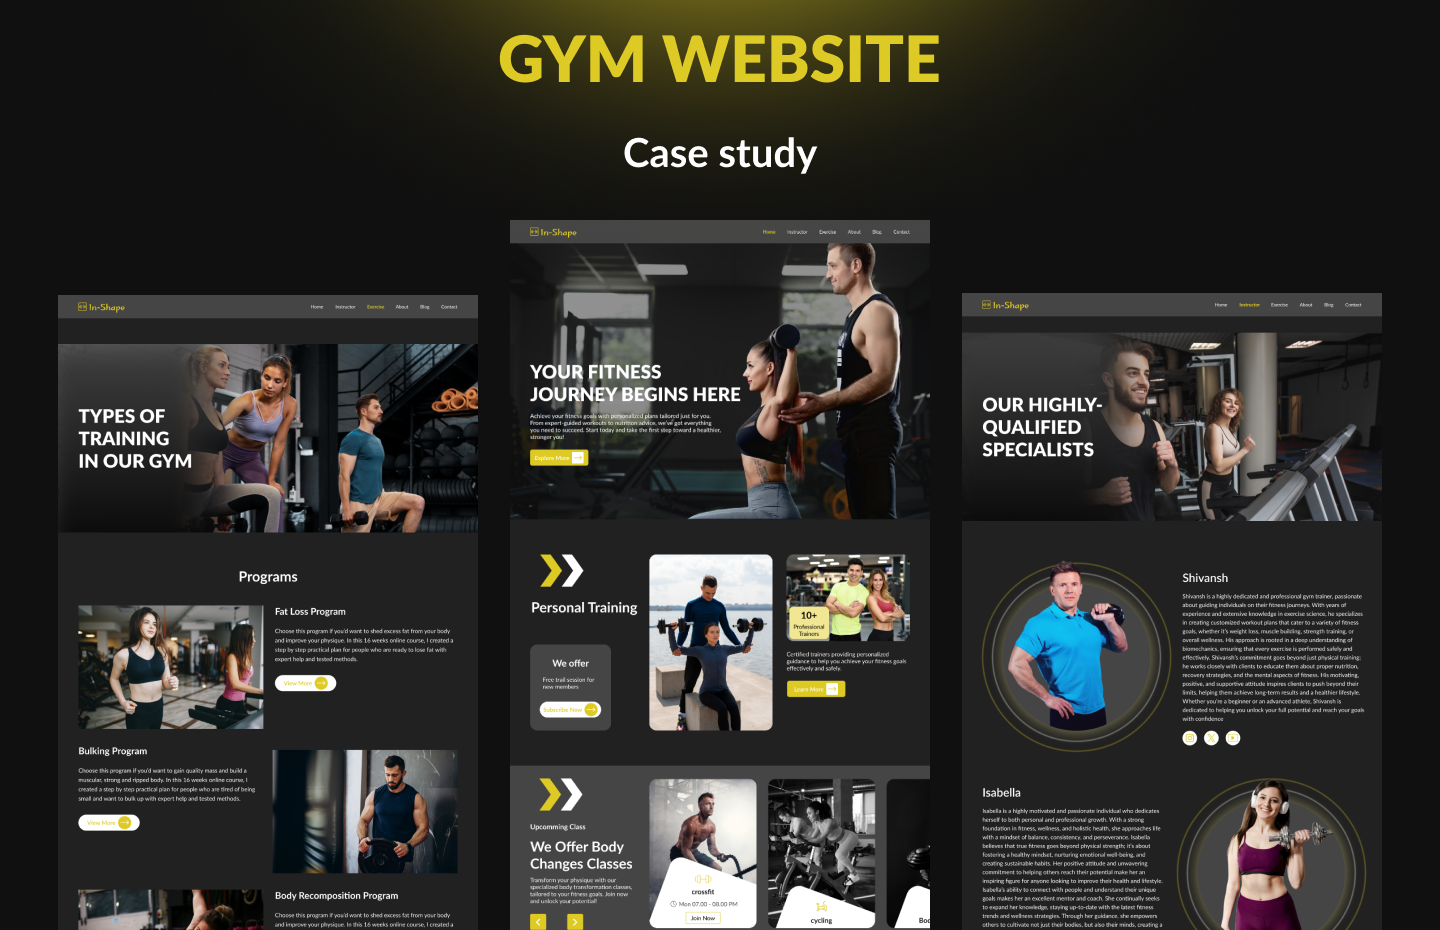 GYM WEBSITE
Case study
In-Shape
Home Instructor Exercise About Blog Contact
TYPES OF
TRAINING
IN OUR GYM
Programs
Fat Loss Program
Choose this program if you'd want to shed excess fat from your body
and improve your physique. In this 16 weeks online course, I created a
step by step practical plan for people who are ready to lose fat with
expert help and tested methods.
View More
Bulking Program
Choose this program if you'd want to gain quality mass and build a
muscular, strong and ripped body. In this 16 weeks online course, I
created a step by step practical plan for people who are tired of being
small and want to bulk up with expert help and tested methods.
View More
Body Recomposition Program
Choose this program if you'd want to shed excess fat from your body
and improve your physique. In this 16 weeks online course, I created a
In-Shape
Home Instructor Exercise About Blog Contact
YOUR FITNESS
JOURNEY BEGINS HERE
Achieve your fitness goals with personalized plans tailored just for you.
From expert-guided workouts to nutrition advice, we've got everything
you need to succeed. Start today and take the first step toward a healthier,
stronger you!
Explore More
Personal Training
We offer
Free trail session for
new members
Subscribe Now
10+
Professional
Trainors
Certified trainers providing personalized
guidance to help you achieve your fitness goals
effectively and safely.
Learn More
Upcomming Class
We Offer Body
Changes Classes
Transform your physique with our
specialized body transformation classes,
tailored to your fitness goals. Join now
and unlock your potential!
crossfit
Mon 07.00 - 08.00 PM
Join Now
cycling
Boo
In-Shape
Home Instructor Exercise About Blog Contact
OUR HIGHLY-
QUALIFIED
SPECIALISTS
Shivansh
Shivansh is a highly dedicated and professional gym trainer, passionate
about guiding individuals on their fitness journeys. With years of
experience and extensive knowledge in exercise science, he specializes
in creating customized workout plans that cater to a variety of fitness
goals, whether it's weight loss, muscle building, strength training, or
overall wellness. His approach is rooted in a deep understanding of
biomechanics, ensuring that every exercise is performed safely and
effectively. Shivansh's commitment goes beyond just physical training;
he works closely with clients to educate them about proper nutrition,
recovery strategies, and the mental aspects of fitness. His motivating,
positive, and supportive attitude inspires clients to push beyond their
limits, helping them achieve long-term results and a healthier lifestyle.
Whether you're a beginner or an advanced athlete, Shivansh is
dedicated to helping you unlock your full potential and reach your goals
with confidence
Isabella
Isabella is a highly motivated and passionate individual who dedicates
herself to both personal and professional growth. With a strong
foundation in fitness, wellness, and holistic health, she approaches life
with a mindset of balance, consistency, and perseverance. Isabella
believes that true fitness goes beyond physical strength; it's about
fostering a healthy mindset, nurturing emotional well-being, and
creating sustainable habits. Her positive attitude and unwavering
commitment to helping others reach their potential make her an
inspiring figure for anyone looking to improve their health and lifestyle.
Isabella's ability to connect with people and understand their unique
goals makes her an excellent mentor and coach. She continually seeks
to expand her knowledge, staying up-to-date with the latest fitness
trends and wellness strategies. Through her guidance, she empowers
others to cultivate not just their bodies, but also their minds, creating a